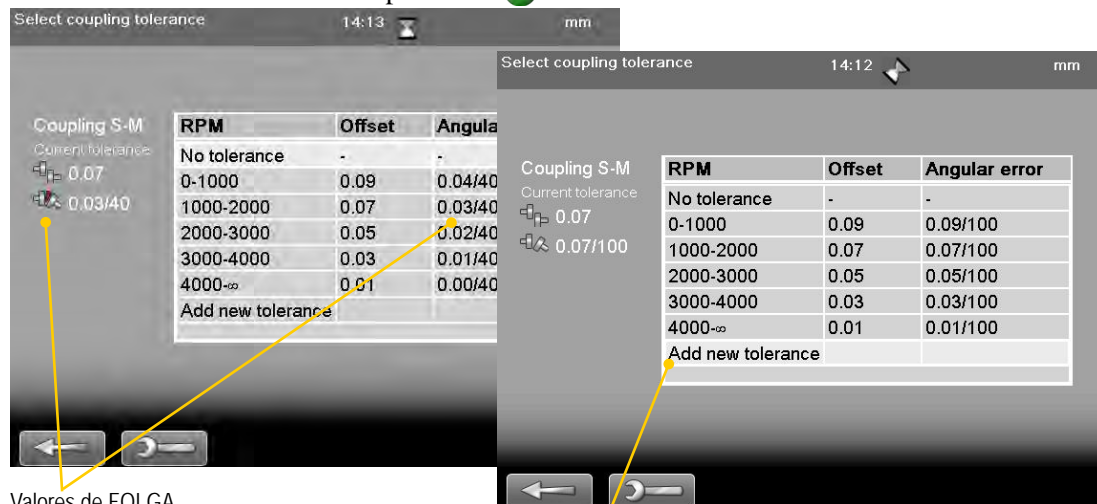 Select coupling tolerance 14:13 mm
Coupling S-M
Current tolerance
0.07
0.03/40
RPM Offset Angula
No tolerance - -
0-1000 0.09 0.04/40
1000-2000 0.07 0.03/40
2000-3000 0.05 0.02/40
3000-4000 0.03 0.01/40
4000-∞ 0.01 0.00/40
Add new tolerance
Valores de FOLGA
Select coupling tolerance 14:12 mm
Coupling S-M
Current tolerance
0.07
0.07/100
RPM Offset Angular error
No tolerance - -
0-1000 0.09 0.09/100
1000-2000 0.07 0.07/100
2000-3000 0.05 0.05/100
3000-4000 0.03 0.03/100
4000-∞ 0.01 0.01/100
Add new tolerance